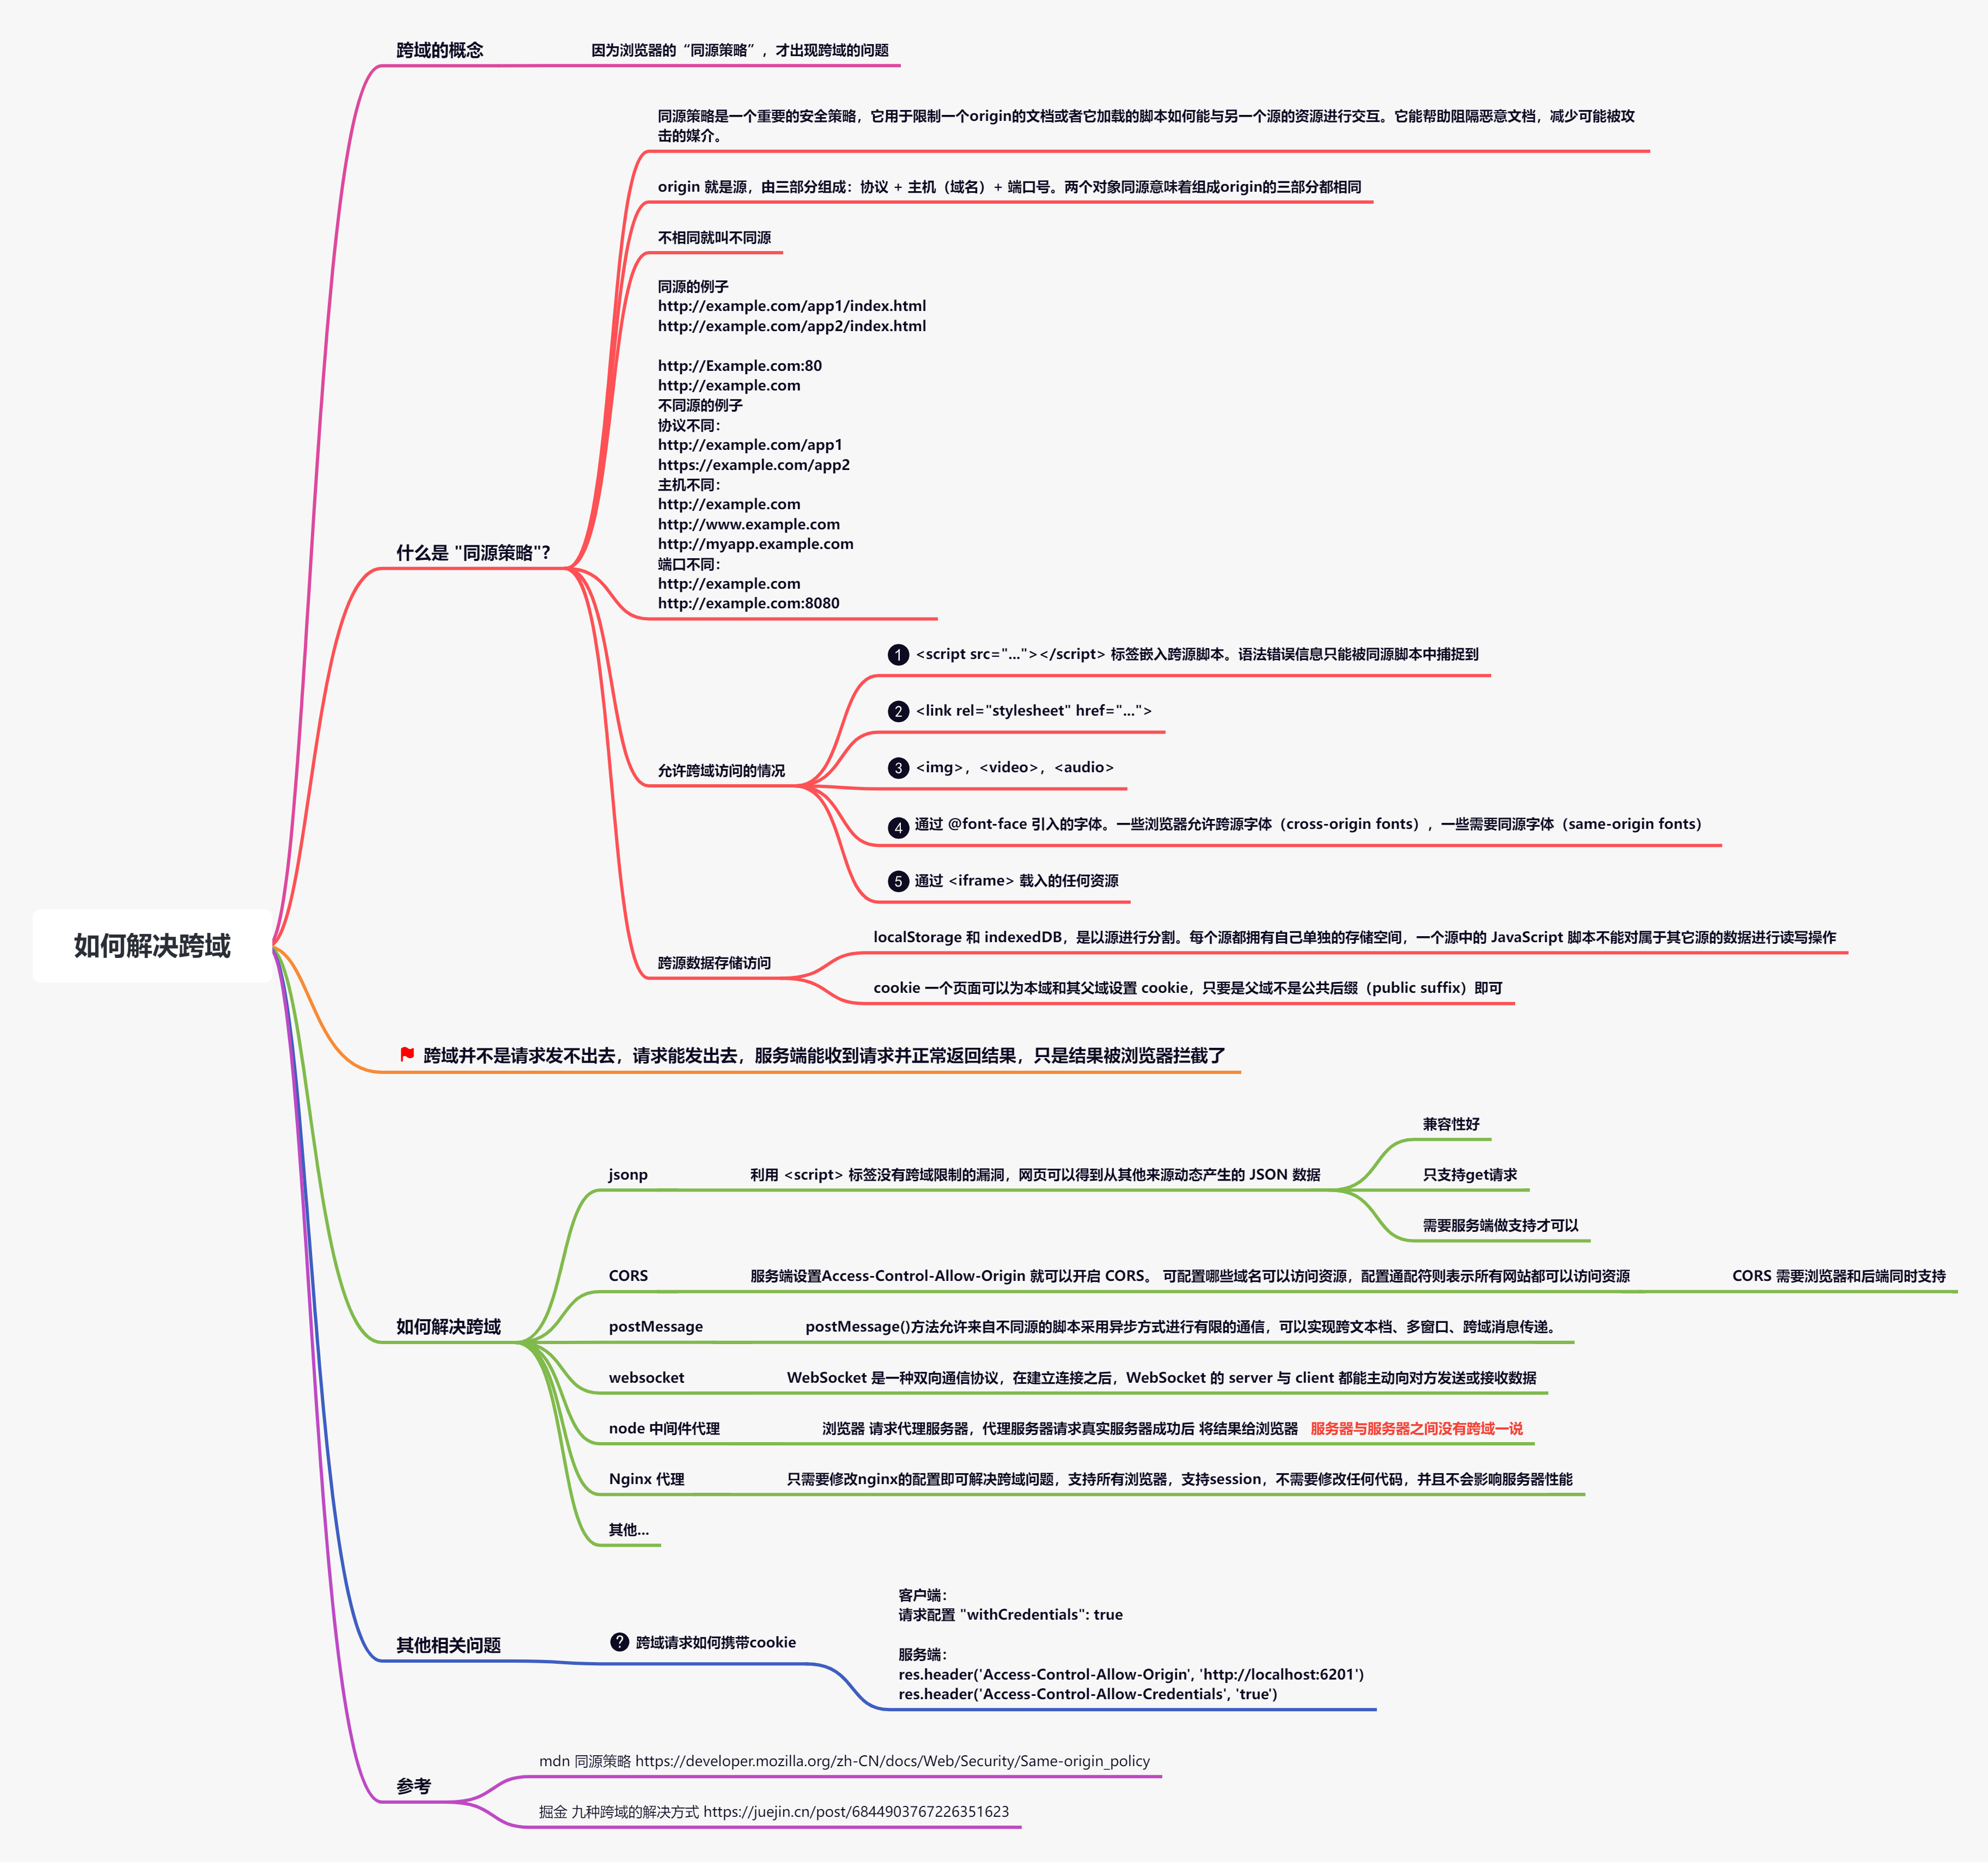 如何解决跨域
跨域的概念
因为浏览器的“同源策略”，才出现跨域的问题
什么是 "同源策略"？
同源策略是一个重要的安全策略，它用于限制一个origin的文档或者它加载的脚本如何能与另一个源的资源进行交互。它能帮助阻隔恶意文档，减少可能被攻
击的媒介。
origin 就是源，由三部分组成：协议 + 主机（域名）+ 端口号。两个对象同源意味着组成origin的三部分都相同
不相同就叫不同源
同源的例子
http://example.com/app1/index.html
http://example.com/app2/index.html
http://Example.com:80
http://example.com
不同源的例子
协议不同：
http://example.com/app1
https://example.com/app2
主机不同：
http://example.com
http://www.example.com
http://myapp.example.com
端口不同：
http://example.com
http://example.com:8080
允许跨域访问的情况
1 <script src="..."></script> 标签嵌入跨源脚本。语法错误信息只能被同源脚本中捕捉到
2 <link rel="stylesheet" href="...">
3 <img>，<video>，<audio>
4 通过 @font-face 引入的字体。一些浏览器允许跨源字体（cross-origin fonts），一些需要同源字体（same-origin fonts）
5 通过 <iframe> 载入的任何资源
跨源数据存储访问
localStorage 和 indexedDB，是以源进行分割。每个源都拥有自己单独的存储空间，一个源中的 JavaScript 脚本不能对属于其它源的数据进行读写操作
cookie 一个页面可以为本域和其父域设置 cookie，只要是父域不是公共后缀（public suffix）即可
跨域并不是请求发不出去，请求能发出去，服务端能收到请求并正常返回结果，只是结果被浏览器拦截了
如何解决跨域
jsonp
利用 <script> 标签没有跨域限制的漏洞，网页可以得到从其他来源动态产生的 JSON 数据
兼容性好
只支持get请求
需要服务端做支持才可以
CORS
服务端设置Access-Control-Allow-Origin 就可以开启 CORS。 可配置哪些域名可以访问资源，配置通配符则表示所有网站都可以访问资源
CORS 需要浏览器和后端同时支持
postMessage
postMessage()方法允许来自不同源的脚本采用异步方式进行有限的通信，可以实现跨文本档、多窗口、跨域消息传递。
websocket
WebSocket 是一种双向通信协议，在建立连接之后，WebSocket 的 server 与 client 都能主动向对方发送或接收数据
node 中间件代理
浏览器 请求代理服务器，代理服务器请求真实服务器成功后 将结果给浏览器 服务器与服务器之间没有跨域一说
Nginx 代理
只需要修改nginx的配置即可解决跨域问题，支持所有浏览器，支持session，不需要修改任何代码，并且不会影响服务器性能
其他...
其他相关问题
? 跨域请求如何携带cookie
客户端：
请求配置 "withCredentials": true
服务端：
res.header('Access-Control-Allow-Origin', 'http://localhost:6201')
res.header('Access-Control-Allow-Credentials', 'true')
参考
mdn 同源策略 https://developer.mozilla.org/zh-CN/docs/Web/Security/Same-origin_policy
掘金 九种跨域的解决方式 https://juejin.cn/post/6844903767226351623